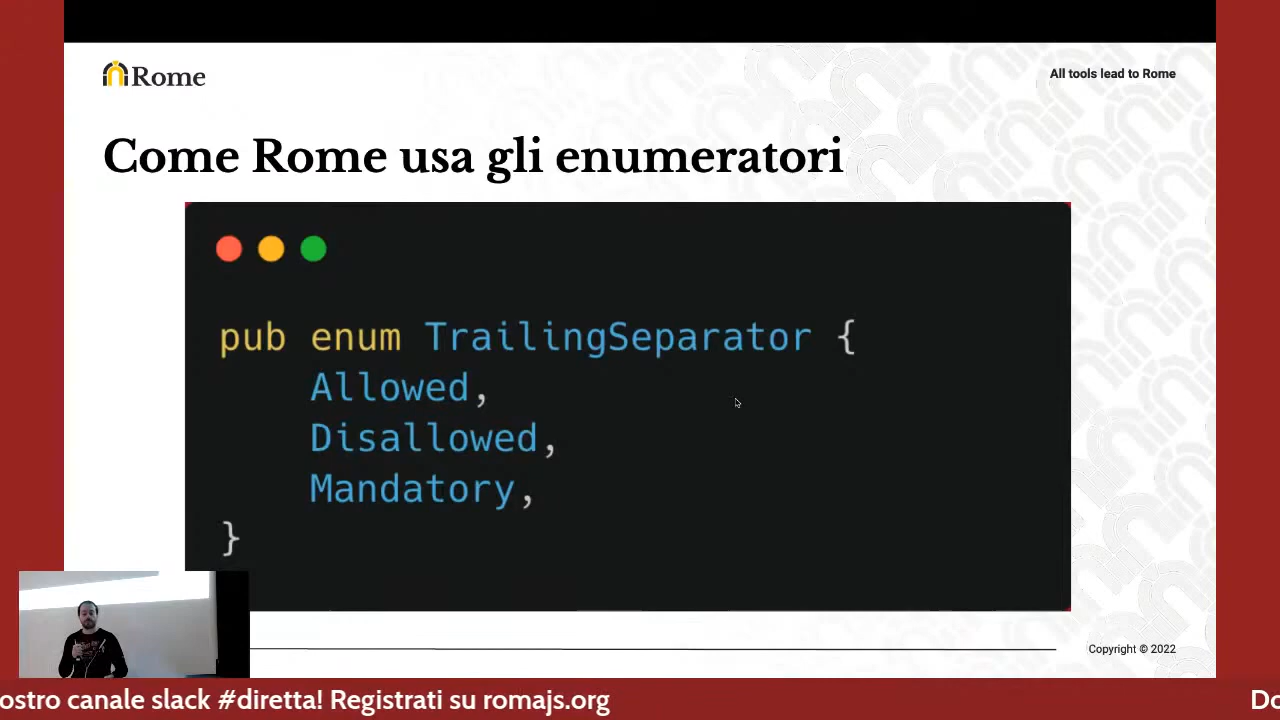 Rome
All tools lead to Rome
Come Rome usa gli enumeratori
pub enum TrailingSeparator {
Allowed,
Disallowed,
Mandatory,
}
Copyright © 2022
ostro canale slack #diretta! Registrati su romajs.org
Do